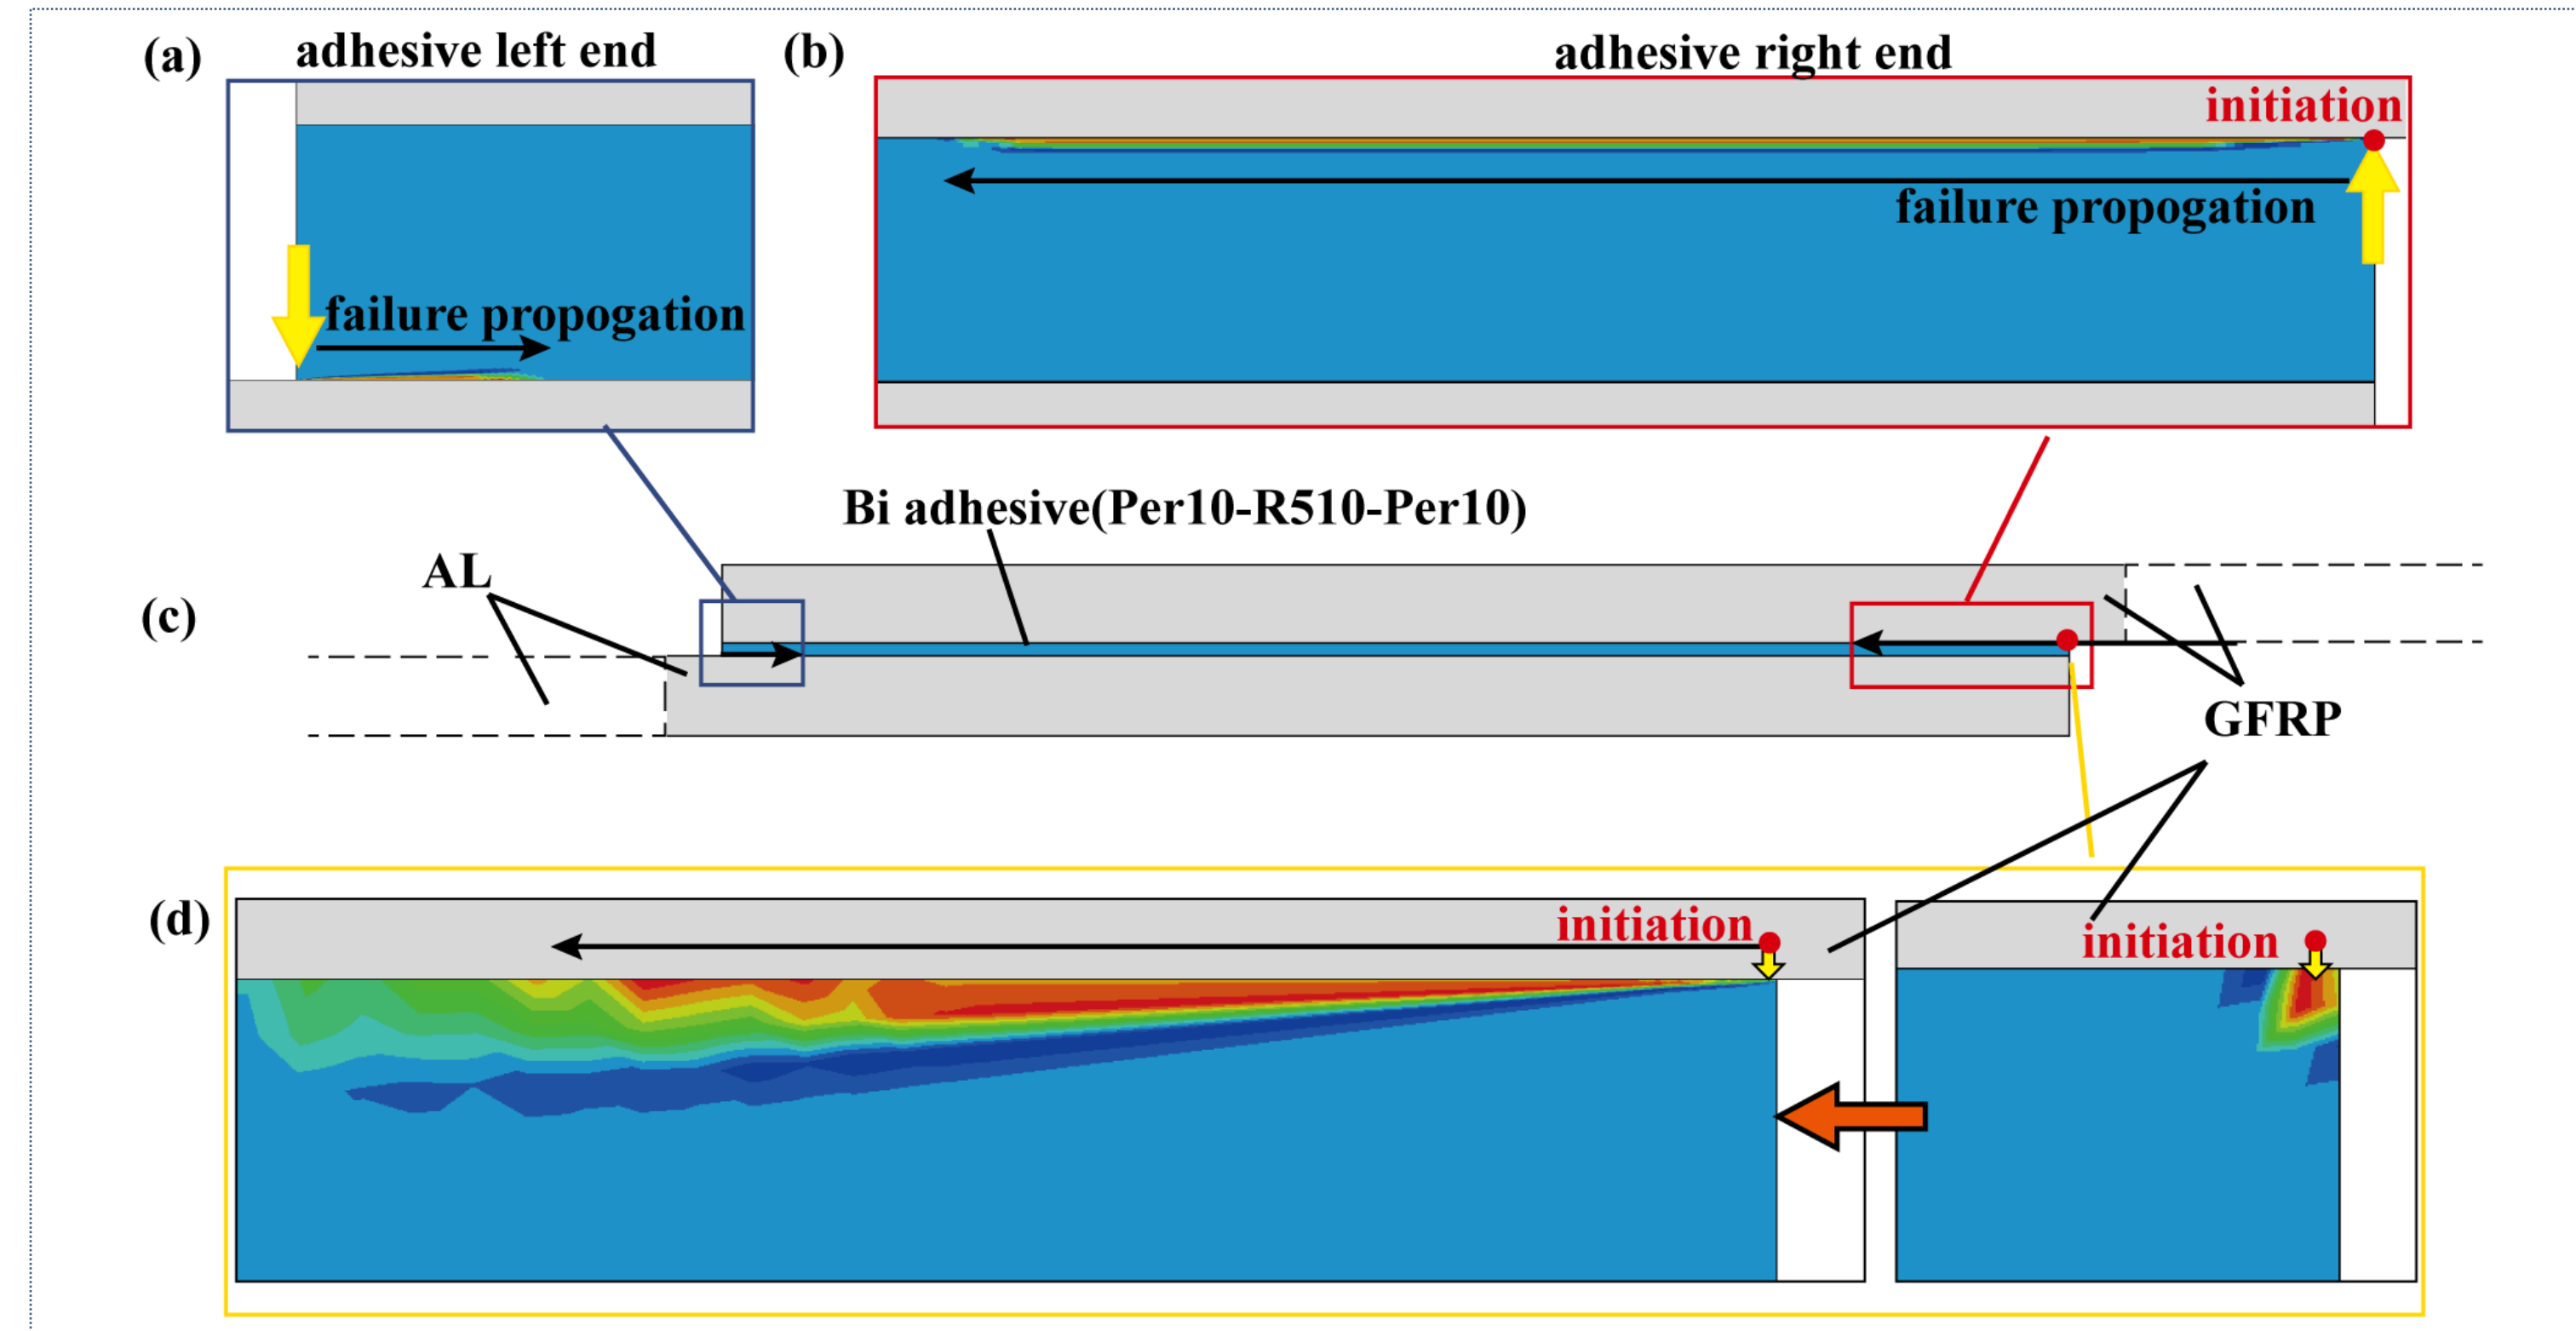 (a)
adhesive left end
(b)
adhesive right end
initiation
failure propogation
failure propogation
Bi adhesive(Per10-R510-Per10)
AL
(c)
GFRP
(d)
initiation
initiation